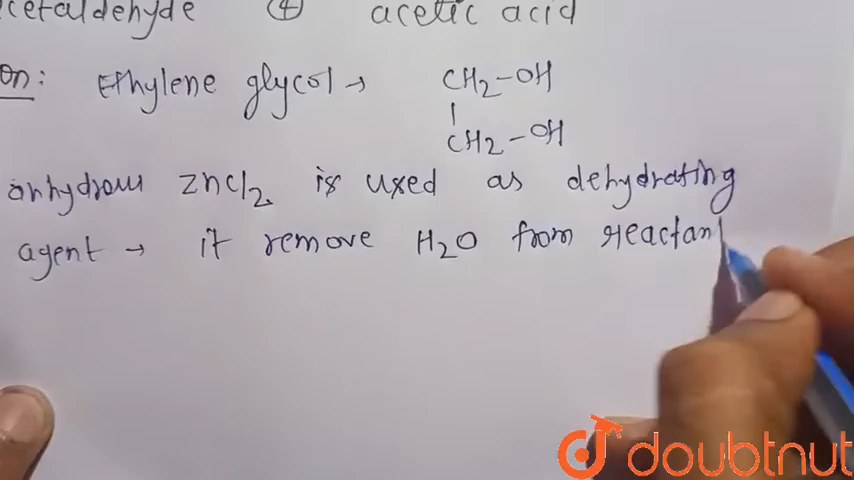 cetaldehyde ④ acetic acid
on: Ethylene glycol → CH2-OH
CH2-OH
anhydrous ZnCl2 is used as dehydrating
agent → it remove H2O from reactant
doubtnut